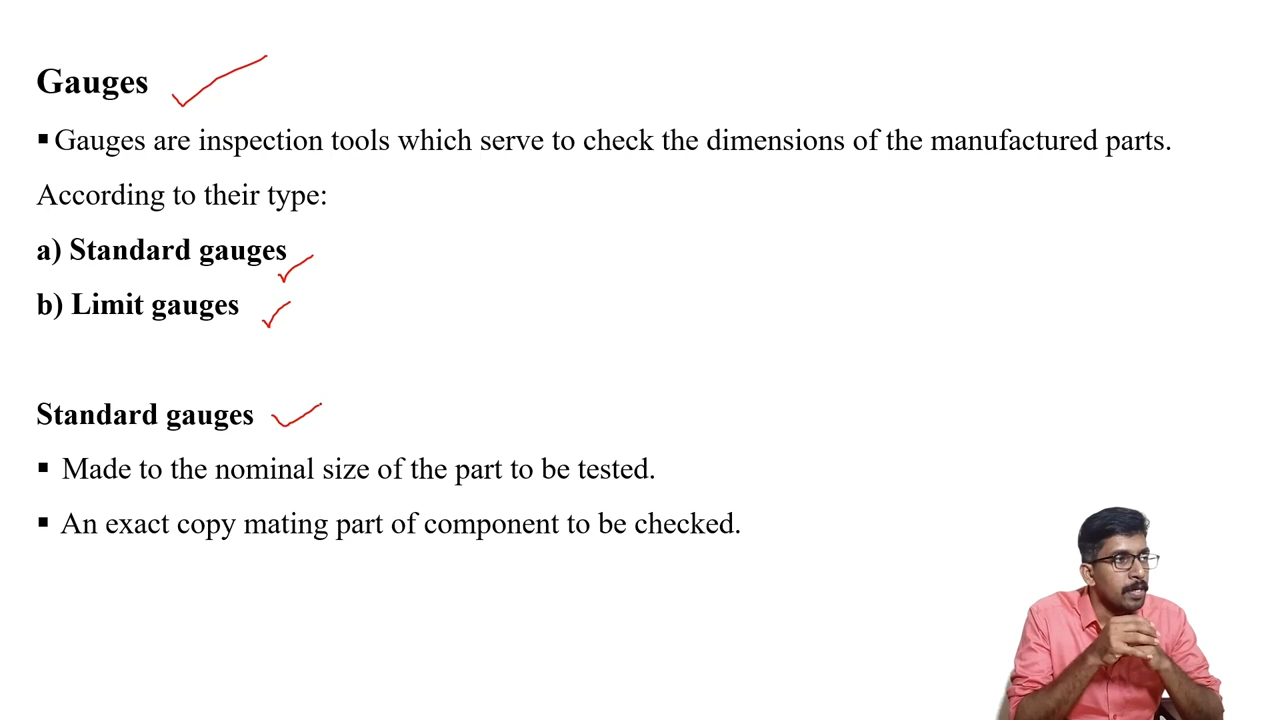 Gauges
▪ Gauges are inspection tools which serve to check the dimensions of the manufactured parts.
According to their type:
a) Standard gauges
b) Limit gauges
Standard gauges
▪ Made to the nominal size of the part to be tested.
▪ An exact copy mating part of component to be checked.